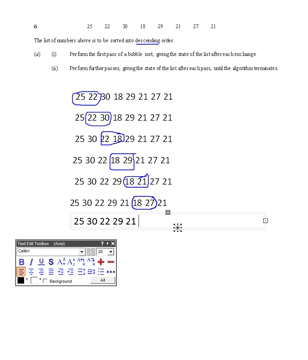 6. 25 22 30 18 29 21 27 21
The list of numbers above is to be sorted into descending order.
(a) (i) Perform the first pass of a bubble sort, giving the state of the list after each exchange.
(ii) Perform further passes, giving the state of the list after each pass, until the algorithm terminates
25 22 30 18 29 21 27 21
25 22 30 18 29 21 27 21
25 30 22 18 29 21 27 21
25 30 22 18 29 21 27 21
25 30 22 29 18 21 27 21
25 30 22 29 21 18 27 21
25 30 22 29 21
Text Edit Toolbox (Arial)
Calibri 20
B I U S
Background